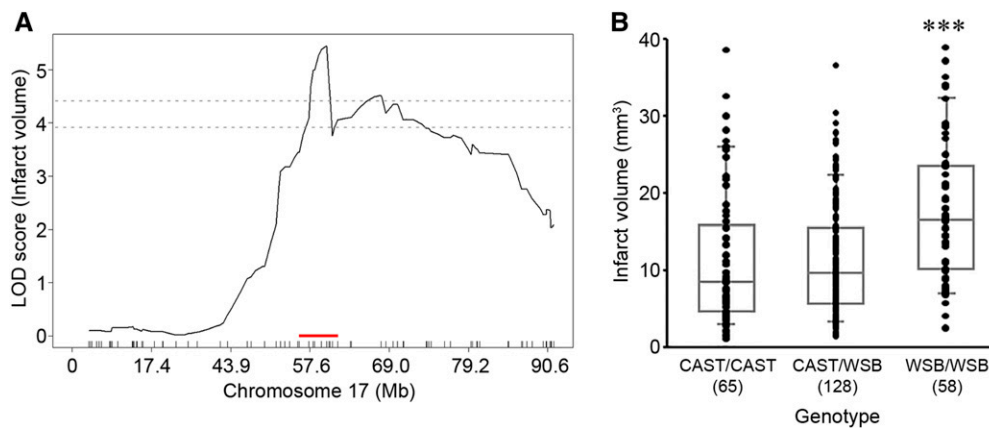 A
LOD score (Infarct volume)
5
4
3
2
1
0
0 17.4 43.9 57.6 69.0 79.2 90.6
Chromosome 17 (Mb)
B
***
Infarct volume (mm³)
40
30
20
10
0
CAST/CAST CAST/WSB WSB/WSB
(65) (128) (58)
Genotype